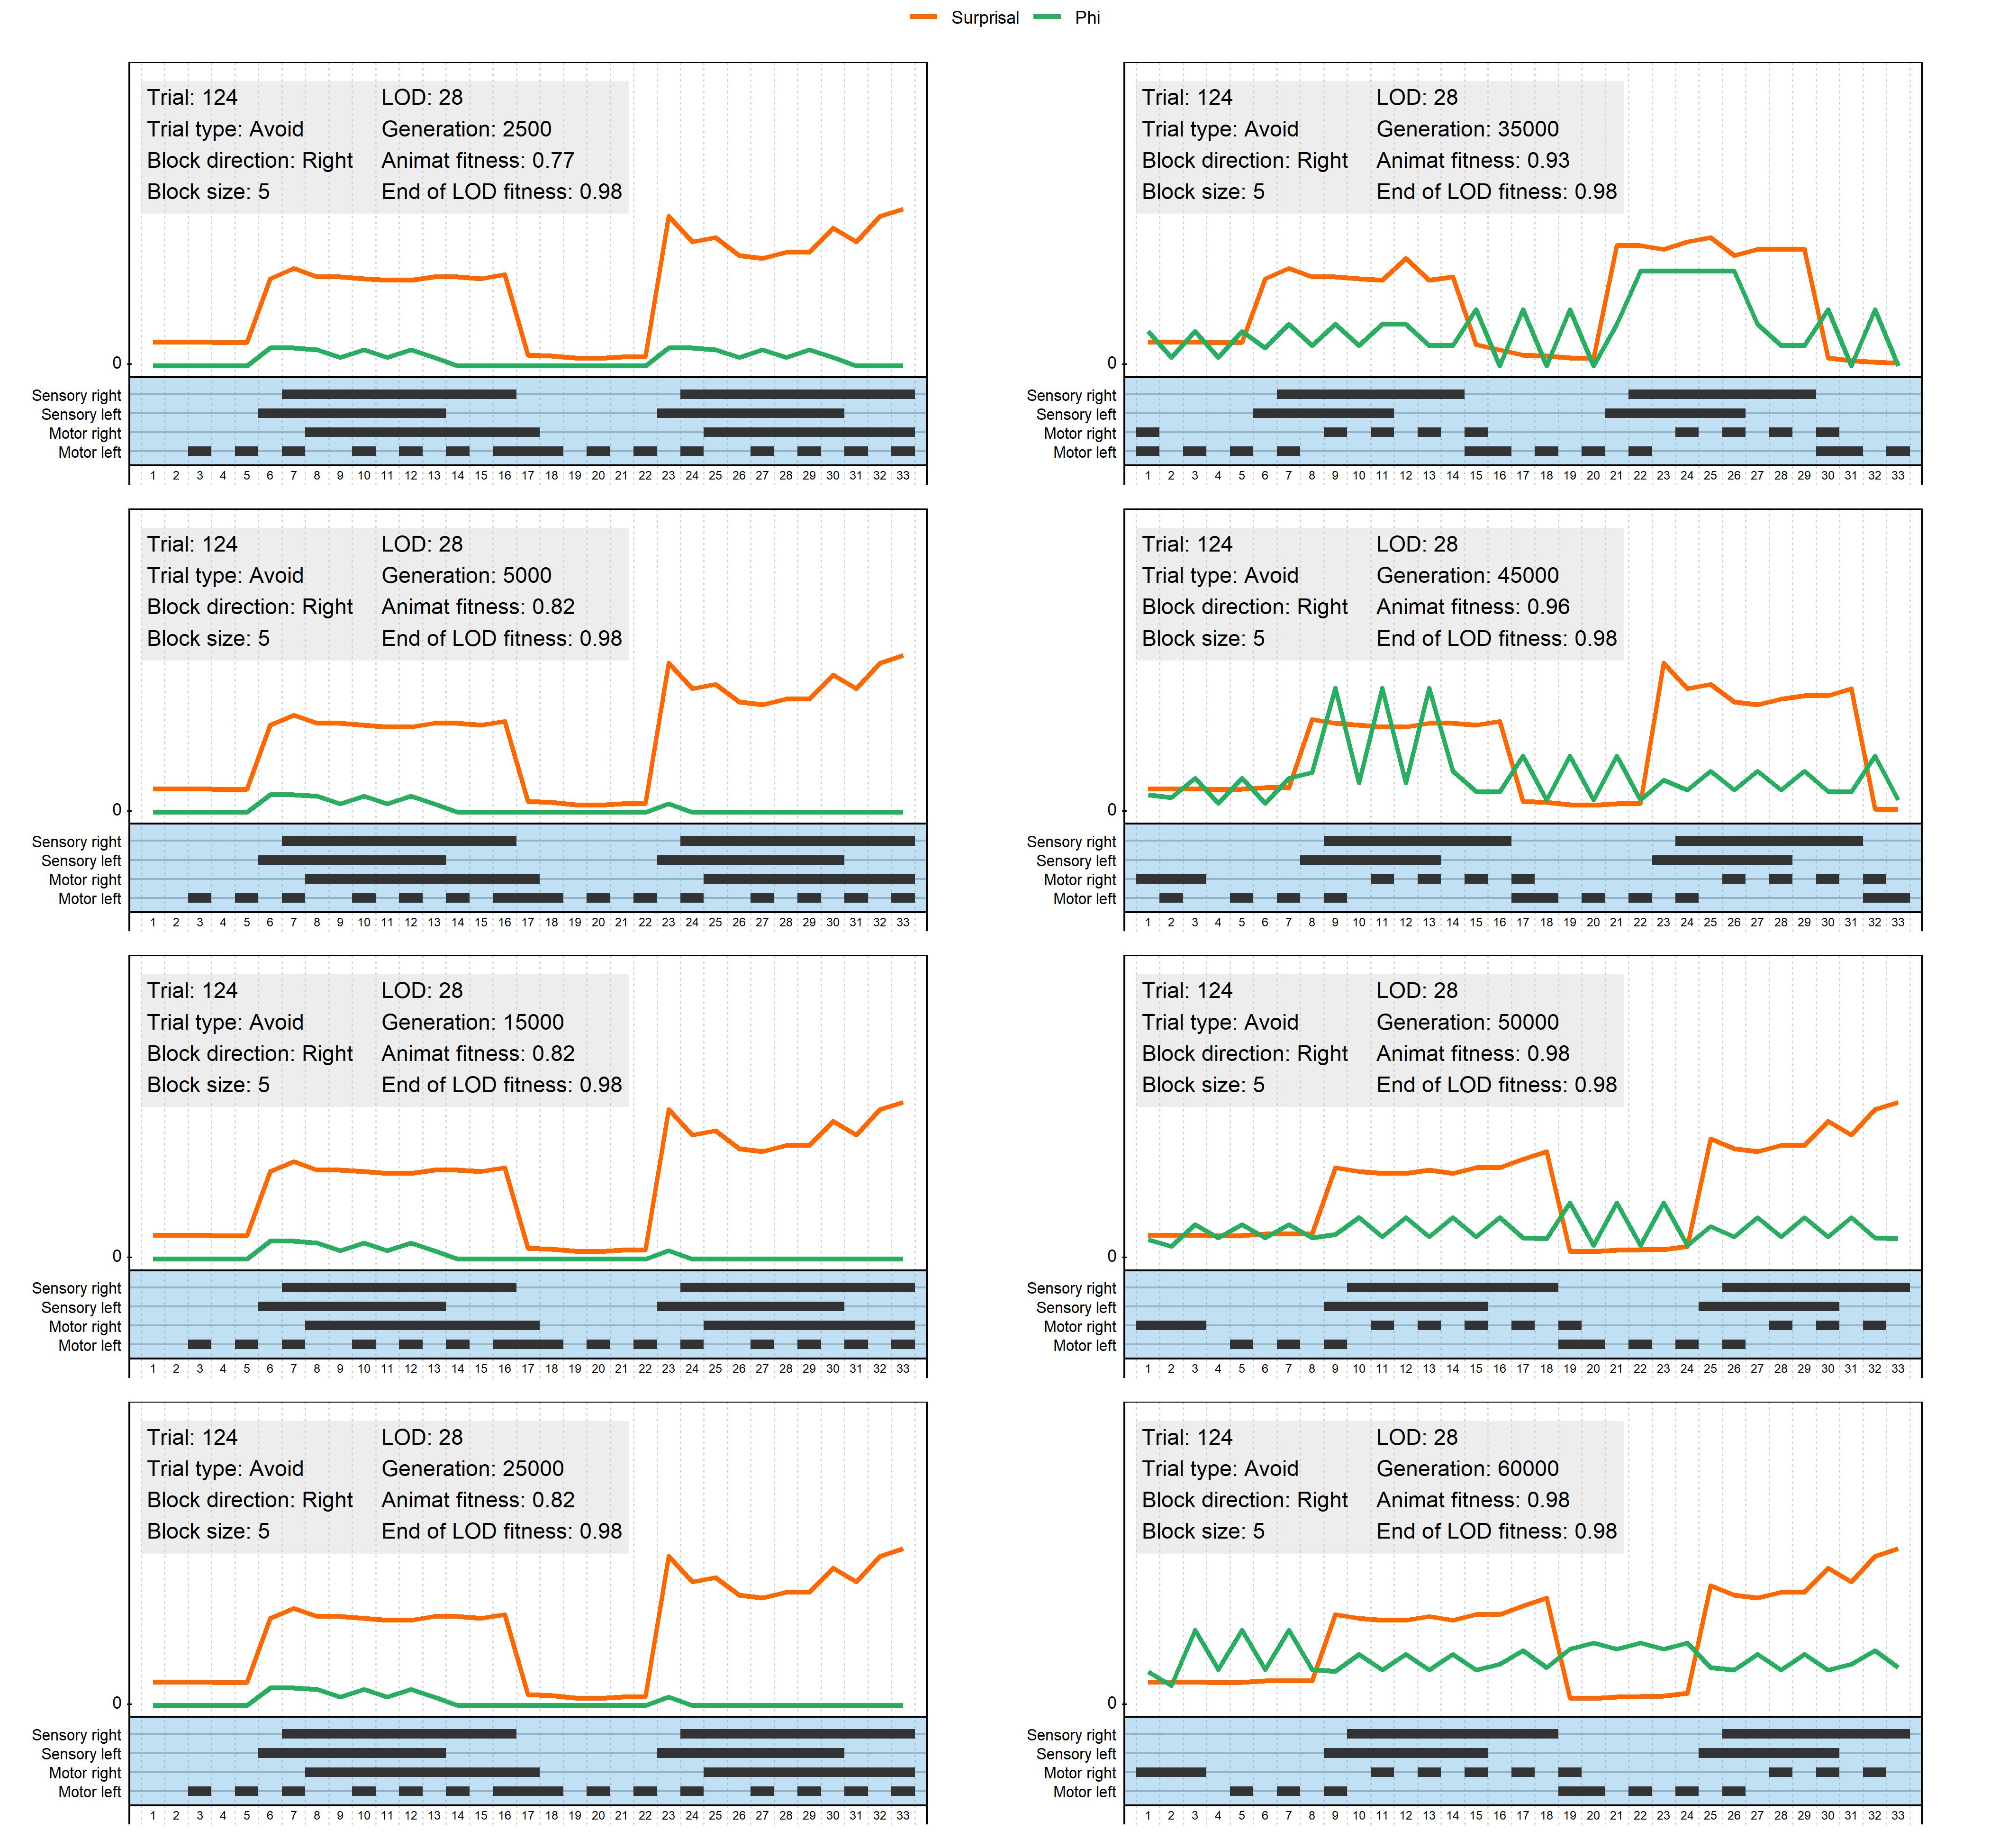 Surprisal Phi
Trial: 124 LOD: 28
Trial type: Avoid Generation: 2500
Block direction: Right Animat fitness: 0.77
Block size: 5 End of LOD fitness: 0.98
0
Sensory right
Sensory left
Motor right
Motor left
1 2 3 4 5 6 7 8 9 10 11 12 13 14 15 16 17 18 19 20 21 22 23 24 25 26 27 28 29 30 31 32 33
Trial: 124 LOD: 28
Trial type: Avoid Generation: 35000
Block direction: Right Animat fitness: 0.93
Block size: 5 End of LOD fitness: 0.98
0
Sensory right
Sensory left
Motor right
Motor left
1 2 3 4 5 6 7 8 9 10 11 12 13 14 15 16 17 18 19 20 21 22 23 24 25 26 27 28 29 30 31 32 33
Trial: 124 LOD: 28
Trial type: Avoid Generation: 5000
Block direction: Right Animat fitness: 0.82
Block size: 5 End of LOD fitness: 0.98
0
Sensory right
Sensory left
Motor right
Motor left
1 2 3 4 5 6 7 8 9 10 11 12 13 14 15 16 17 18 19 20 21 22 23 24 25 26 27 28 29 30 31 32 33
Trial: 124 LOD: 28
Trial type: Avoid Generation: 45000
Block direction: Right Animat fitness: 0.96
Block size: 5 End of LOD fitness: 0.98
0
Sensory right
Sensory left
Motor right
Motor left
1 2 3 4 5 6 7 8 9 10 11 12 13 14 15 16 17 18 19 20 21 22 23 24 25 26 27 28 29 30 31 32 33
Trial: 124 LOD: 28
Trial type: Avoid Generation: 15000
Block direction: Right Animat fitness: 0.82
Block size: 5 End of LOD fitness: 0.98
0
Sensory right
Sensory left
Motor right
Motor left
1 2 3 4 5 6 7 8 9 10 11 12 13 14 15 16 17 18 19 20 21 22 23 24 25 26 27 28 29 30 31 32 33
Trial: 124 LOD: 28
Trial type: Avoid Generation: 50000
Block direction: Right Animat fitness: 0.98
Block size: 5 End of LOD fitness: 0.98
0
Sensory right
Sensory left
Motor right
Motor left
1 2 3 4 5 6 7 8 9 10 11 12 13 14 15 16 17 18 19 20 21 22 23 24 25 26 27 28 29 30 31 32 33
Trial: 124 LOD: 28
Trial type: Avoid Generation: 25000
Block direction: Right Animat fitness: 0.82
Block size: 5 End of LOD fitness: 0.98
0
Sensory right
Sensory left
Motor right
Motor left
1 2 3 4 5 6 7 8 9 10 11 12 13 14 15 16 17 18 19 20 21 22 23 24 25 26 27 28 29 30 31 32 33
Trial: 124 LOD: 28
Trial type: Avoid Generation: 60000
Block direction: Right Animat fitness: 0.98
Block size: 5 End of LOD fitness: 0.98
0
Sensory right
Sensory left
Motor right
Motor left
1 2 3 4 5 6 7 8 9 10 11 12 13 14 15 16 17 18 19 20 21 22 23 24 25 26 27 28 29 30 31 32 33